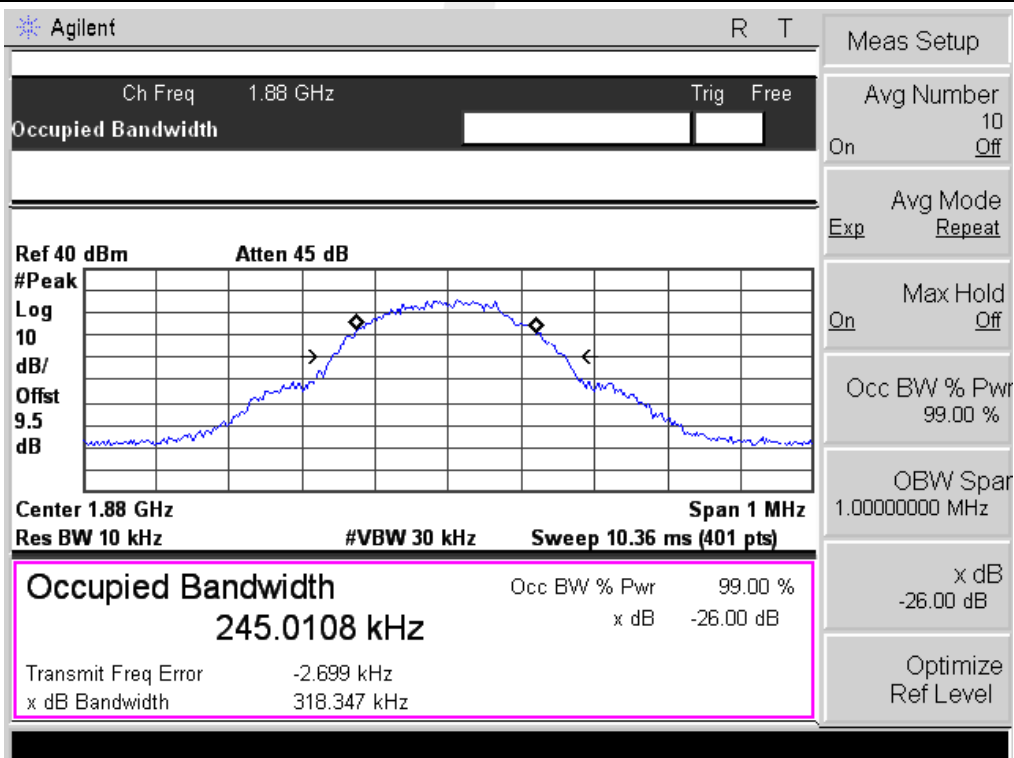 Agilent R T
Ch Freq 1.88 GHz Trig Free
Occupied Bandwidth
Ref 40 dBm Atten 45 dB
#Peak
Log
10
dB/
Offst
9.5
dB
Center 1.88 GHz Span 1 MHz
Res BW 10 kHz #VBW 30 kHz Sweep 10.36 ms (401 pts)
Occupied Bandwidth Occ BW % Pwr 99.00 %
245.0108 kHz x dB -26.00 dB
Transmit Freq Error -2.699 kHz
x dB Bandwidth 318.347 kHz
Meas Setup
Avg Number
10
On Off
Avg Mode
Exp Repeat
Max Hold
On Off
Occ BW % Pwr
99.00 %
OBW Span
1.00000000 MHz
x dB
-26.00 dB
Optimize
Ref Level